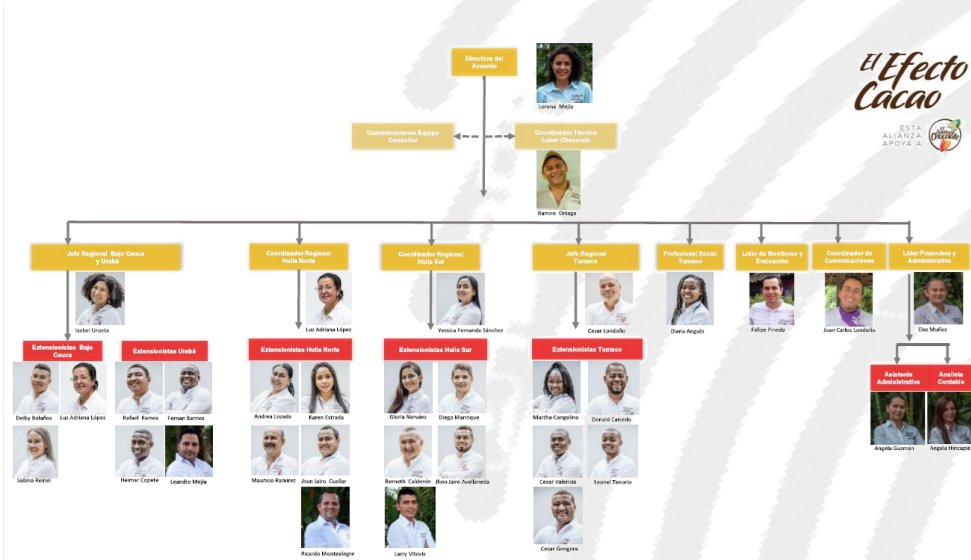 Directora del
Acuerdo
Lorena Mejía
El Efecto
Cacao
ESTA
ALIANZA
APOYA A
Comunicaciones Equipo
Consultor
Coordinador Técnico
Luker Chocolate
Ramiro Ortega
Jefe Regional Bajo Cauca
y Urabá
Coordinador Regional
Huila Norte
Coordinador Regional
Huila Sur
Jefe Regional
Tumaco
Profesional Social
Tumaco
Líder de Monitoreo y
Evaluación
Coordinador de
Comunicaciones
Líder Financiero y
Administrativa
Isabel Urueta
Luz Adriana López
Yessica Fernanda Sánchez
Cesar Londoño
Diana Angulo
Felipe Pineda
Juan Carlos Londoño
Elsa Muñoz
Extensionistas Bajo
Cauca
Extensionistas Urabá
Extensionistas Huila Norte
Extensionistas Huila Sur
Extensionistas Tumaco
Asistente
Administrativa
Analista
Contable
Deiby Bolaños
Luz Adriana López
Rafael Ramos
Fernan Barrios
Andrea Lozada
Karen Estrada
Gloria Narváez
Diego Manrique
Martha Congolino
Donald Caicedo
Angela Guzmán
Angela Hincapié
Sabina Reinel
Heimar Copete
Leandro Mejía
Mauricio Ramirez
Jhon Jairo Cuellar
Berneth Calderón
Jhon Jairo Avellaneda
Cesar Valencia
Leonel Tenorio
Ricardo Montealegre
Larry Vitovis
Cesar Gongora